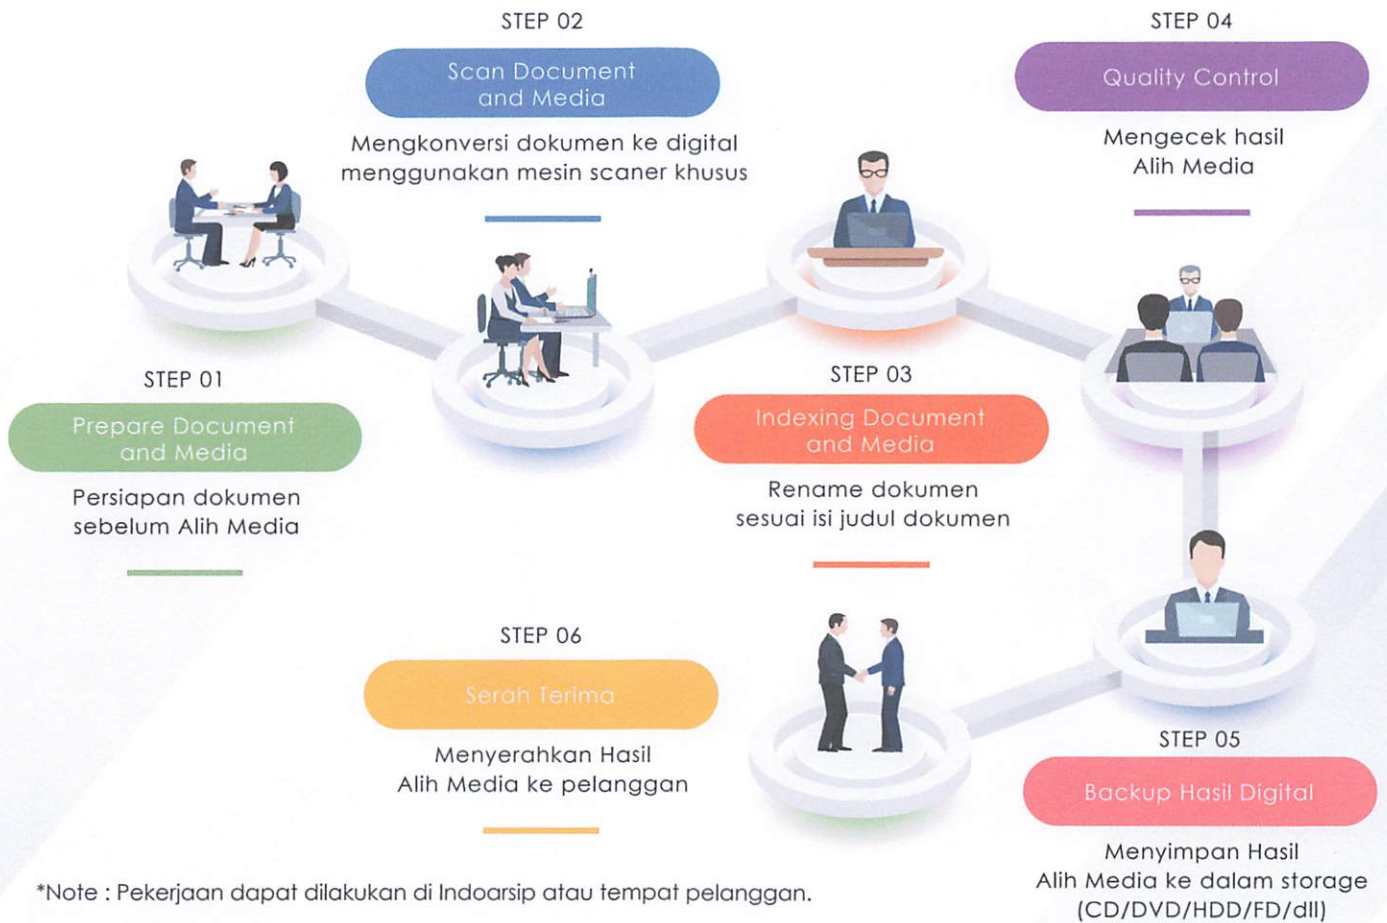 STEP 01
Prepare Document
and Media
Persiapan dokumen
sebelum Alih Media
STEP 02
Scan Document
and Media
Mengkonversi dokumen ke digital
menggunakan mesin scaner khusus
STEP 03
Indexing Document
and Media
Rename dokumen
sesuai isi judul dokumen
STEP 04
Quality Control
Mengecek hasil
Alih Media
STEP 05
Backup Hasil Digital
Menyimpan Hasil
Alih Media ke dalam storage
(CD/DVD/HDD/FD/dll)
STEP 06
Serah Terima
Menyerahkan Hasil
Alih Media ke pelanggan
*Note : Pekerjaan dapat dilakukan di Indoarsip atau tempat pelanggan.